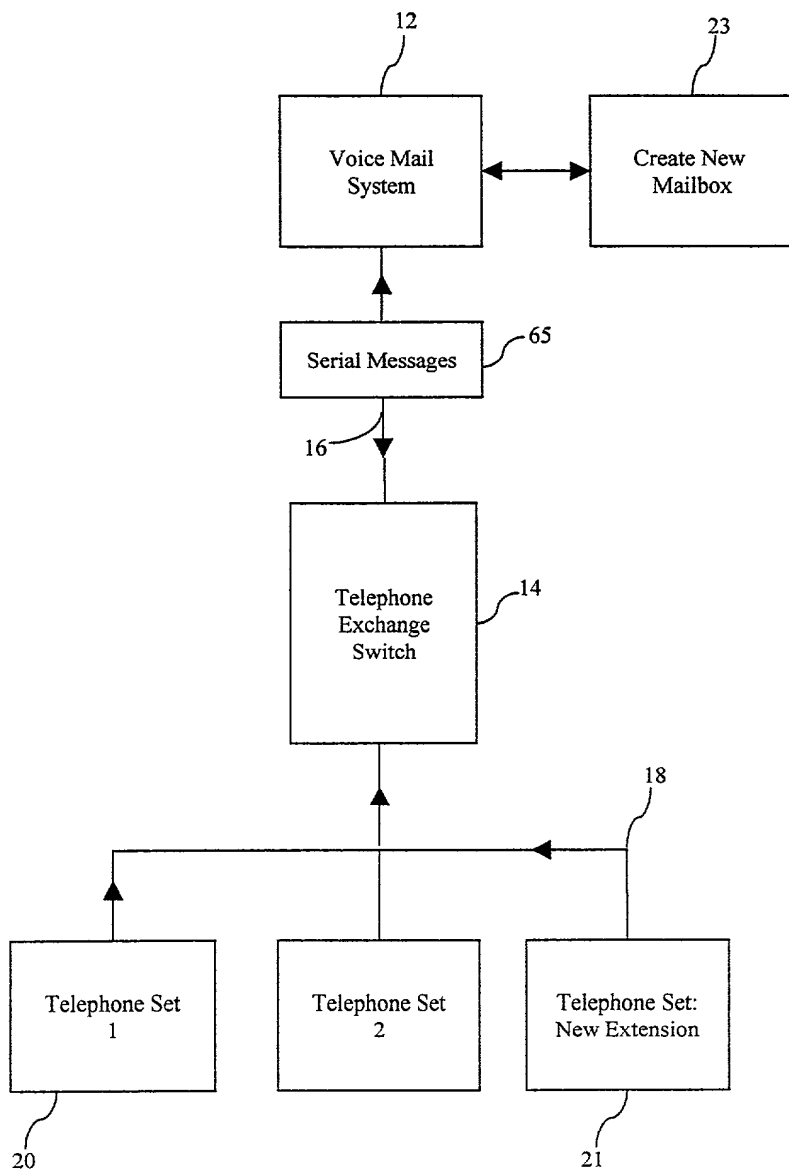 12
23
Voice Mail
System
Create New
Mailbox
Serial Messages
65
16
Telephone
Exchange
Switch
14
18
Telephone Set
1
Telephone Set
2
Telephone Set:
New Extension
20
21